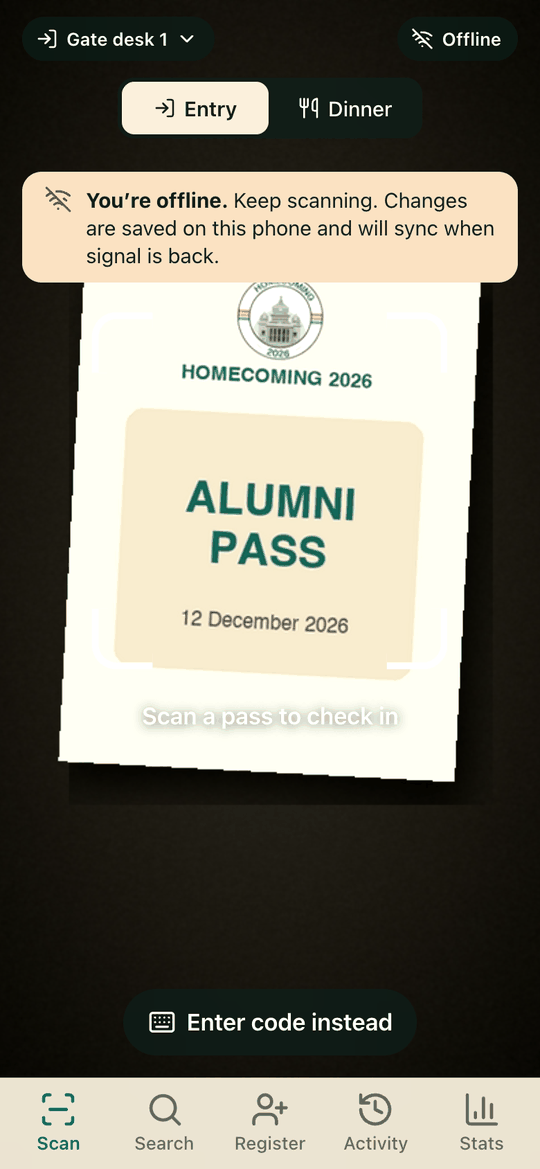 Gate desk 1
Offline
Entry
Dinner
You’re offline. Keep scanning. Changes
are saved on this phone and will sync when
signal is back.
2026
HOMECOMING 2026
ALUMNI
PASS
12 December 2026
Scan a pass to check in
Enter code instead
Scan
Search
Register
Activity
Stats